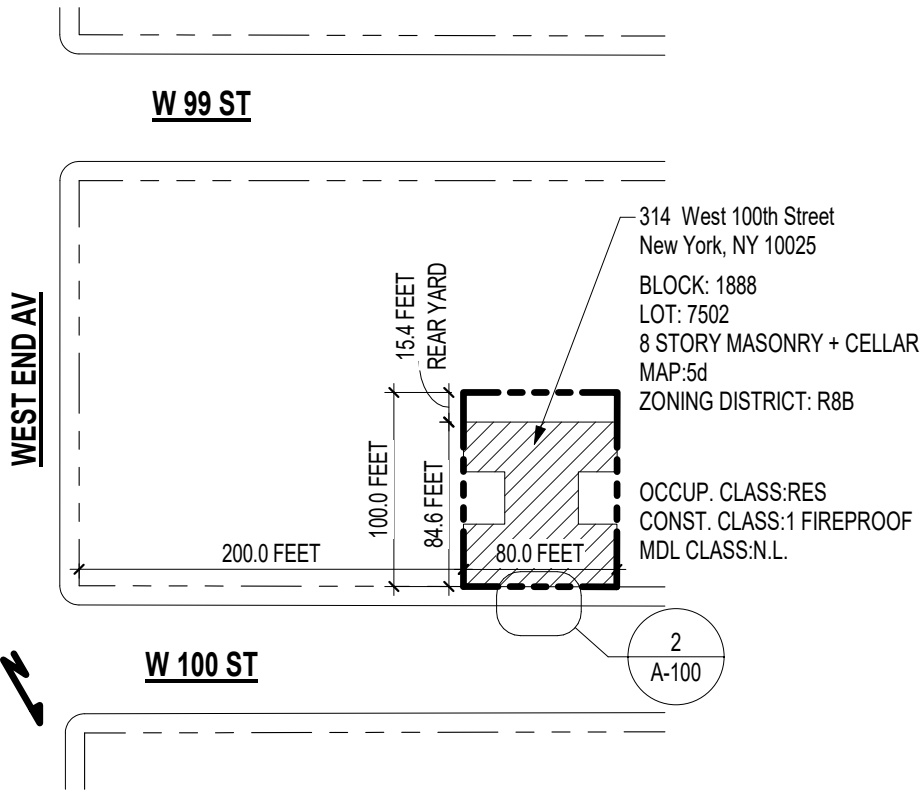 W 99 ST
314 West 100th Street
New York, NY 10025
BLOCK: 1888
LOT: 7502
8 STORY MASONRY + CELLAR
MAP:5d
ZONING DISTRICT: R8B
OCCUP. CLASS:RES
CONST. CLASS:1 FIREPROOF
MDL CLASS:N.L.
WEST END AV
15.4 FEET
REAR YARD
100.0 FEET
84.6 FEET
200.0 FEET
80.0 FEET
W 100 ST
2
A-100
N